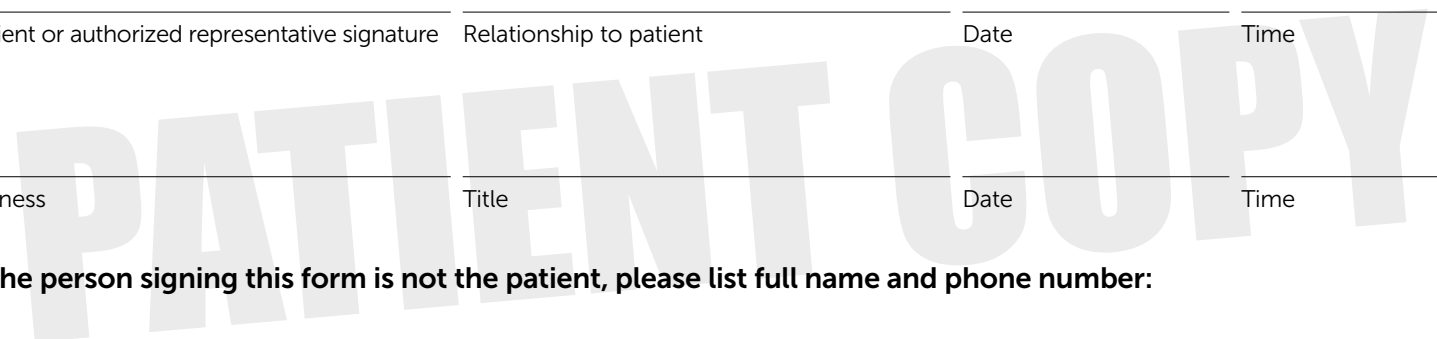 ient or authorized representative signature Relationship to patient Date Time
PATIENT COPY
ness Title Date Time
he person signing this form is not the patient, please list full name and phone number: